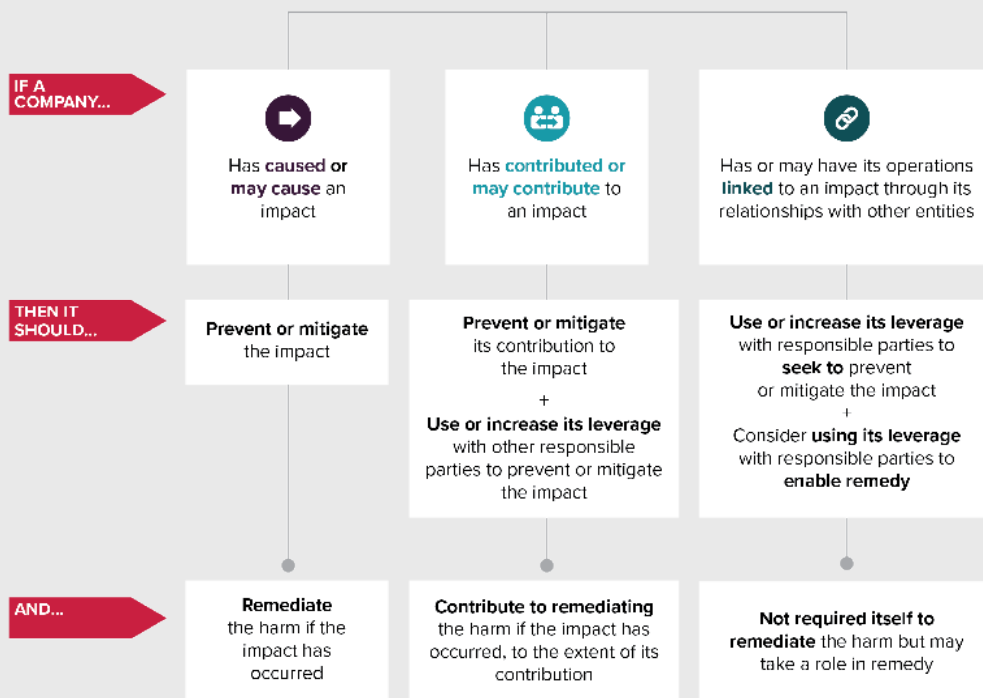 IF A
COMPANY...
Has caused or
may cause an
impact
Has contributed or
may contribute to
an impact
Has or may have its operations
linked to an impact through its
relationships with other entities
THEN IT
SHOULD...
Prevent or mitigate
the impact
Prevent or mitigate
its contribution to
the impact
+
Use or increase its leverage
with other responsible
parties to prevent or mitigate
the impact
Use or increase its leverage
with responsible parties to
seek to prevent
or mitigate the impact
+
Consider using its leverage
with responsible parties to
enable remedy
AND...
Remediate
the harm if the
impact has
occurred
Contribute to remediating
the harm if the impact has
occurred, to the extent of its
contribution
Not required itself to
remediate the harm but may
take a role in remedy